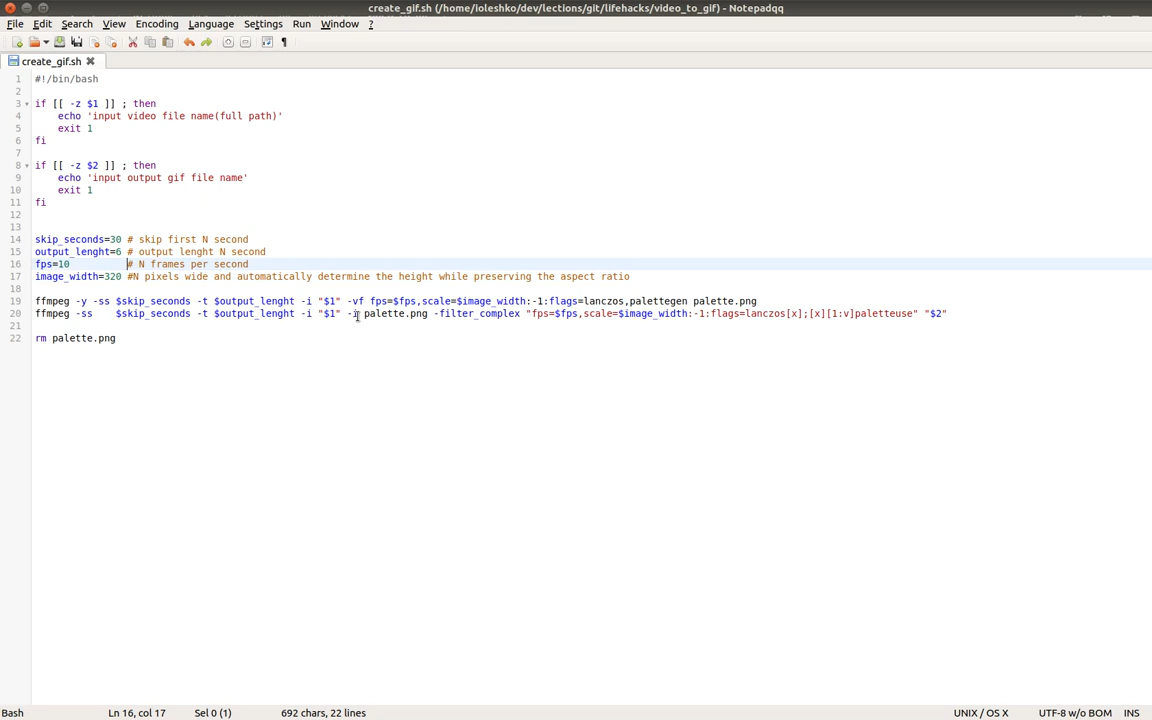 create_gif.sh (/home/ioleshko/dev/lections/git/lifehacks/video_to_gif) - Notepadqq
File Edit Search View Encoding Language Settings Run Window ?
create_gif.sh
1 #!/bin/bash
2
3 if [[ -z $1 ]] ; then
4 echo 'input video file name(full path)'
5 exit 1
6 fi
7
8 if [[ -z $2 ]] ; then
9 echo 'input output gif file name'
10 exit 1
11 fi
12
13
14 skip_seconds=30 # skip first N second
15 output_lenght=6 # output lenght N second
16 fps=10 # N frames per second
17 image_width=320 #N pixels wide and automatically determine the height while preserving the aspect ratio
18
19 ffmpeg -y -ss $skip_seconds -t $output_lenght -i "$1" -vf fps=$fps,scale=$image_width:-1:flags=lanczos,palettegen palette.png
20 ffmpeg -ss $skip_seconds -t $output_lenght -i "$1" -i palette.png -filter_complex "fps=$fps,scale=$image_width:-1:flags=lanczos[x];[x][1:v]paletteuse" "$2"
21
22 rm palette.png
Bash Ln 16, col 17 Sel 0 (1) 692 chars, 22 lines UNIX / OS X UTF-8 w/o BOM INS